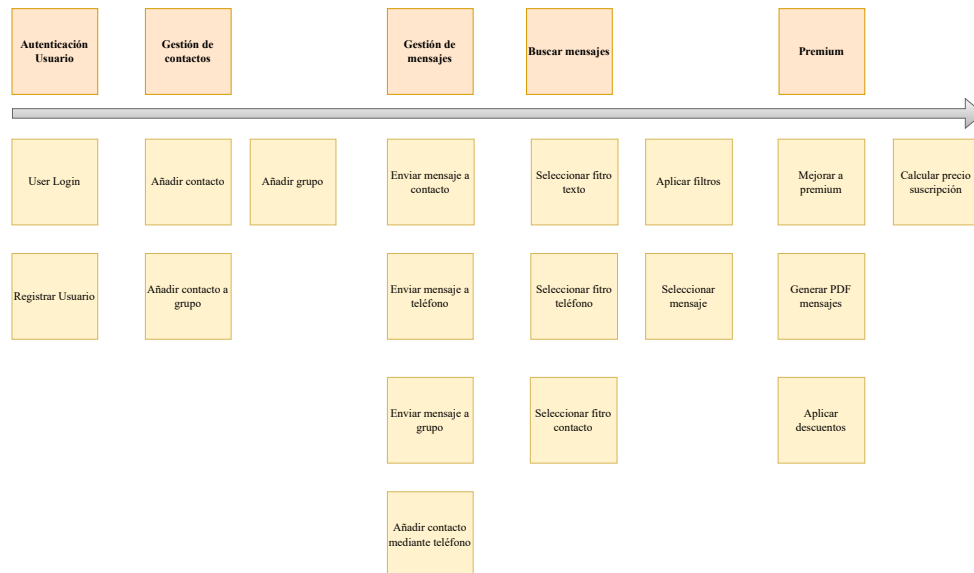 Autenticación
Usuario
Gestión de
contactos
Gestión de
mensajes
Buscar mensajes
Premium
User Login
Añadir contacto
Añadir grupo
Enviar mensaje a
contacto
Seleccionar fitro
texto
Aplicar filtros
Mejorar a
premium
Calcular precio
suscripción
Registrar Usuario
Añadir contacto a
grupo
Enviar mensaje a
teléfono
Seleccionar fitro
teléfono
Seleccionar
mensaje
Generar PDF
mensajes
Enviar mensaje a
grupo
Seleccionar fitro
contacto
Aplicar
descuentos
Añadir contacto
mediante teléfono